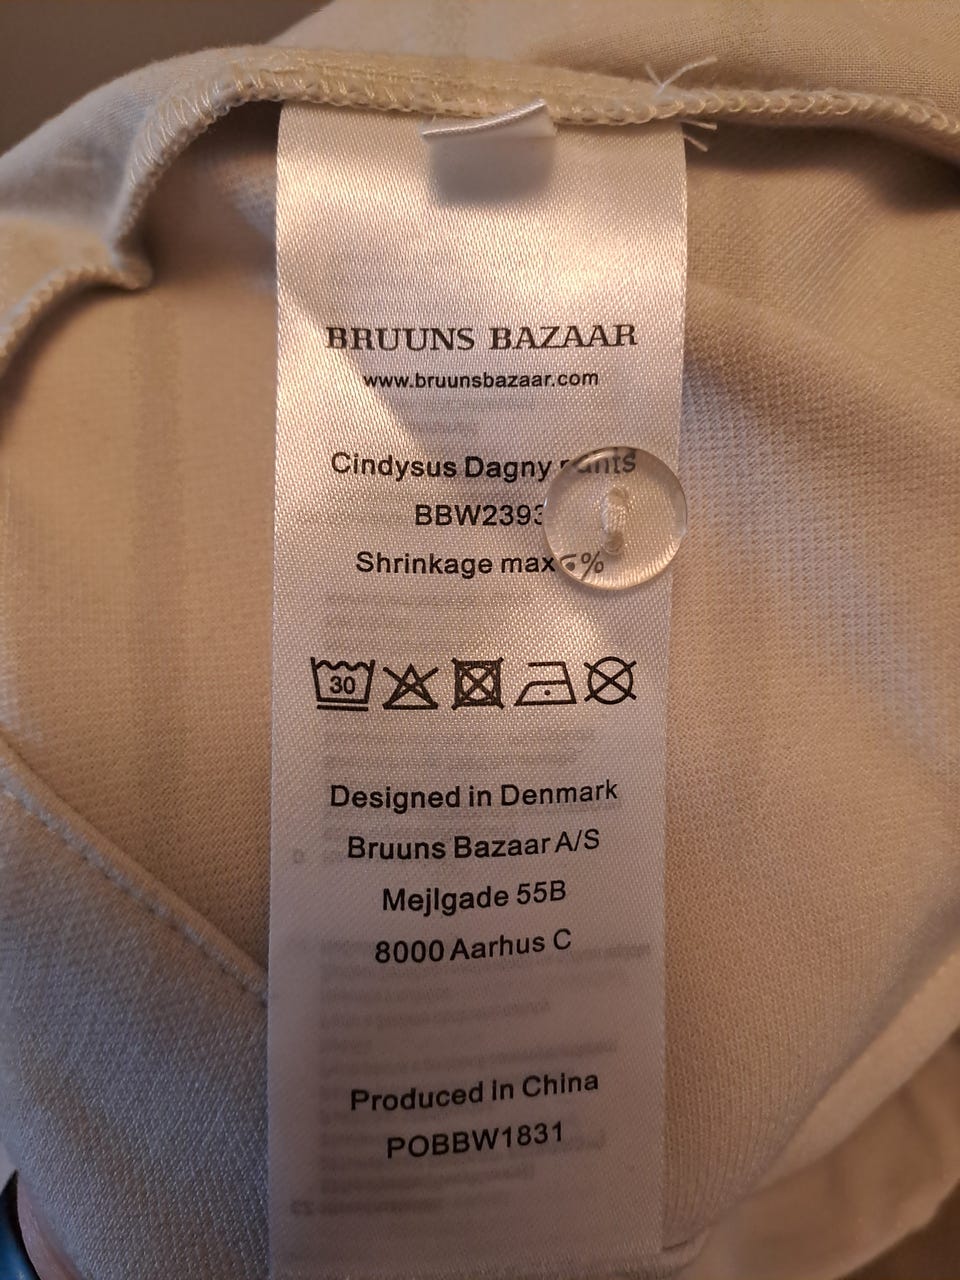 BRUUNS BAZAAR
www.bruunsbazaar.com
Cindysus Dagny pants
BBW2393
Shrinkage max %
30
Designed in Denmark
Bruuns Bazaar A/S
Mejlgade 55B
8000 Aarhus C
Produced in China
POBBW1831